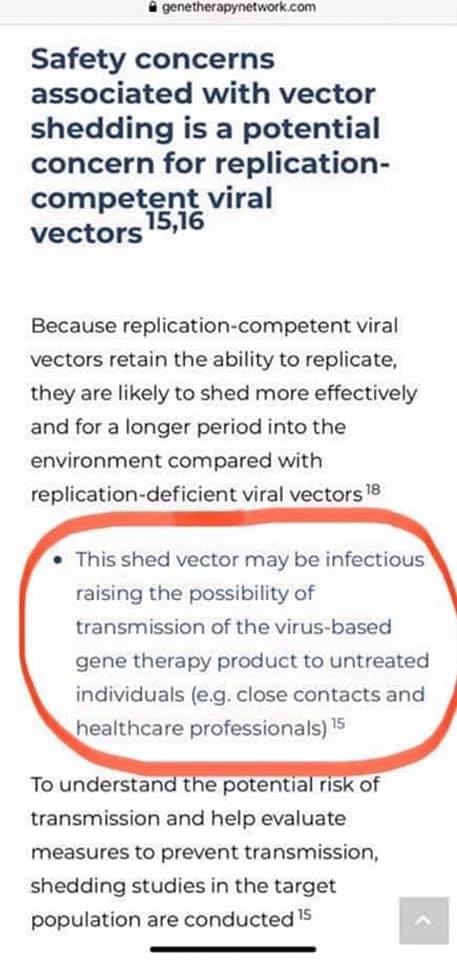 genetherapynetwork.com
Safety concerns
associated with vector
shedding is a potential
concern for replication-
competent viral
vectors 15,16
Because replication-competent viral
vectors retain the ability to replicate,
they are likely to shed more effectively
and for a longer period into the
environment compared with
replication-deficient viral vectors 18
• This shed vector may be infectious
raising the possibility of
transmission of the virus-based
gene therapy product to untreated
individuals (e.g. close contacts and
healthcare professionals) 15
To understand the potential risk of
transmission and help evaluate
measures to prevent transmission,
shedding studies in the target
population are conducted 15